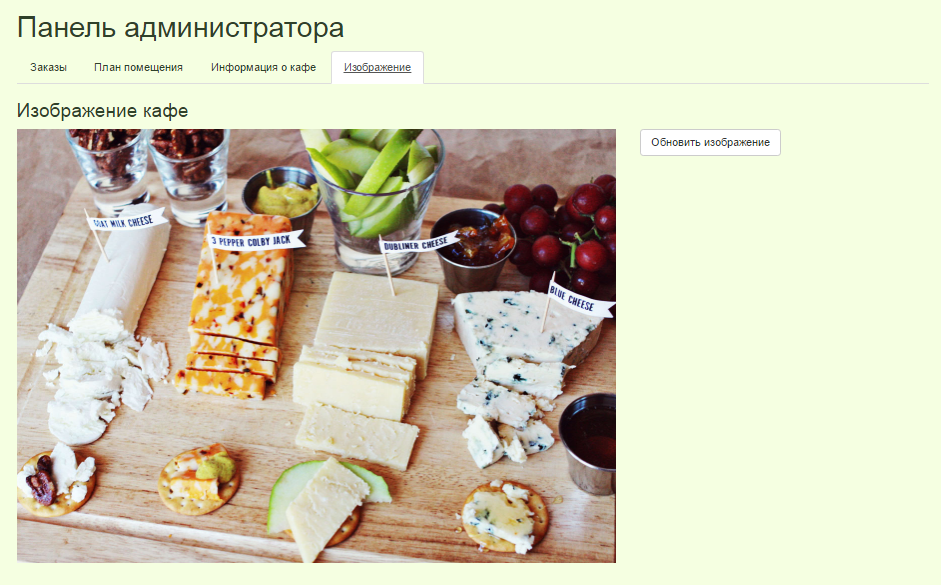 Панель администратора
Заказы План помещения Информация о кафе Изображение
Изображение кафе
Обновить изображение
GOAT MILK CHEESE
3 PEPPER COLBY JACK
DUBLINER CHEESE
BLUE CHEESE